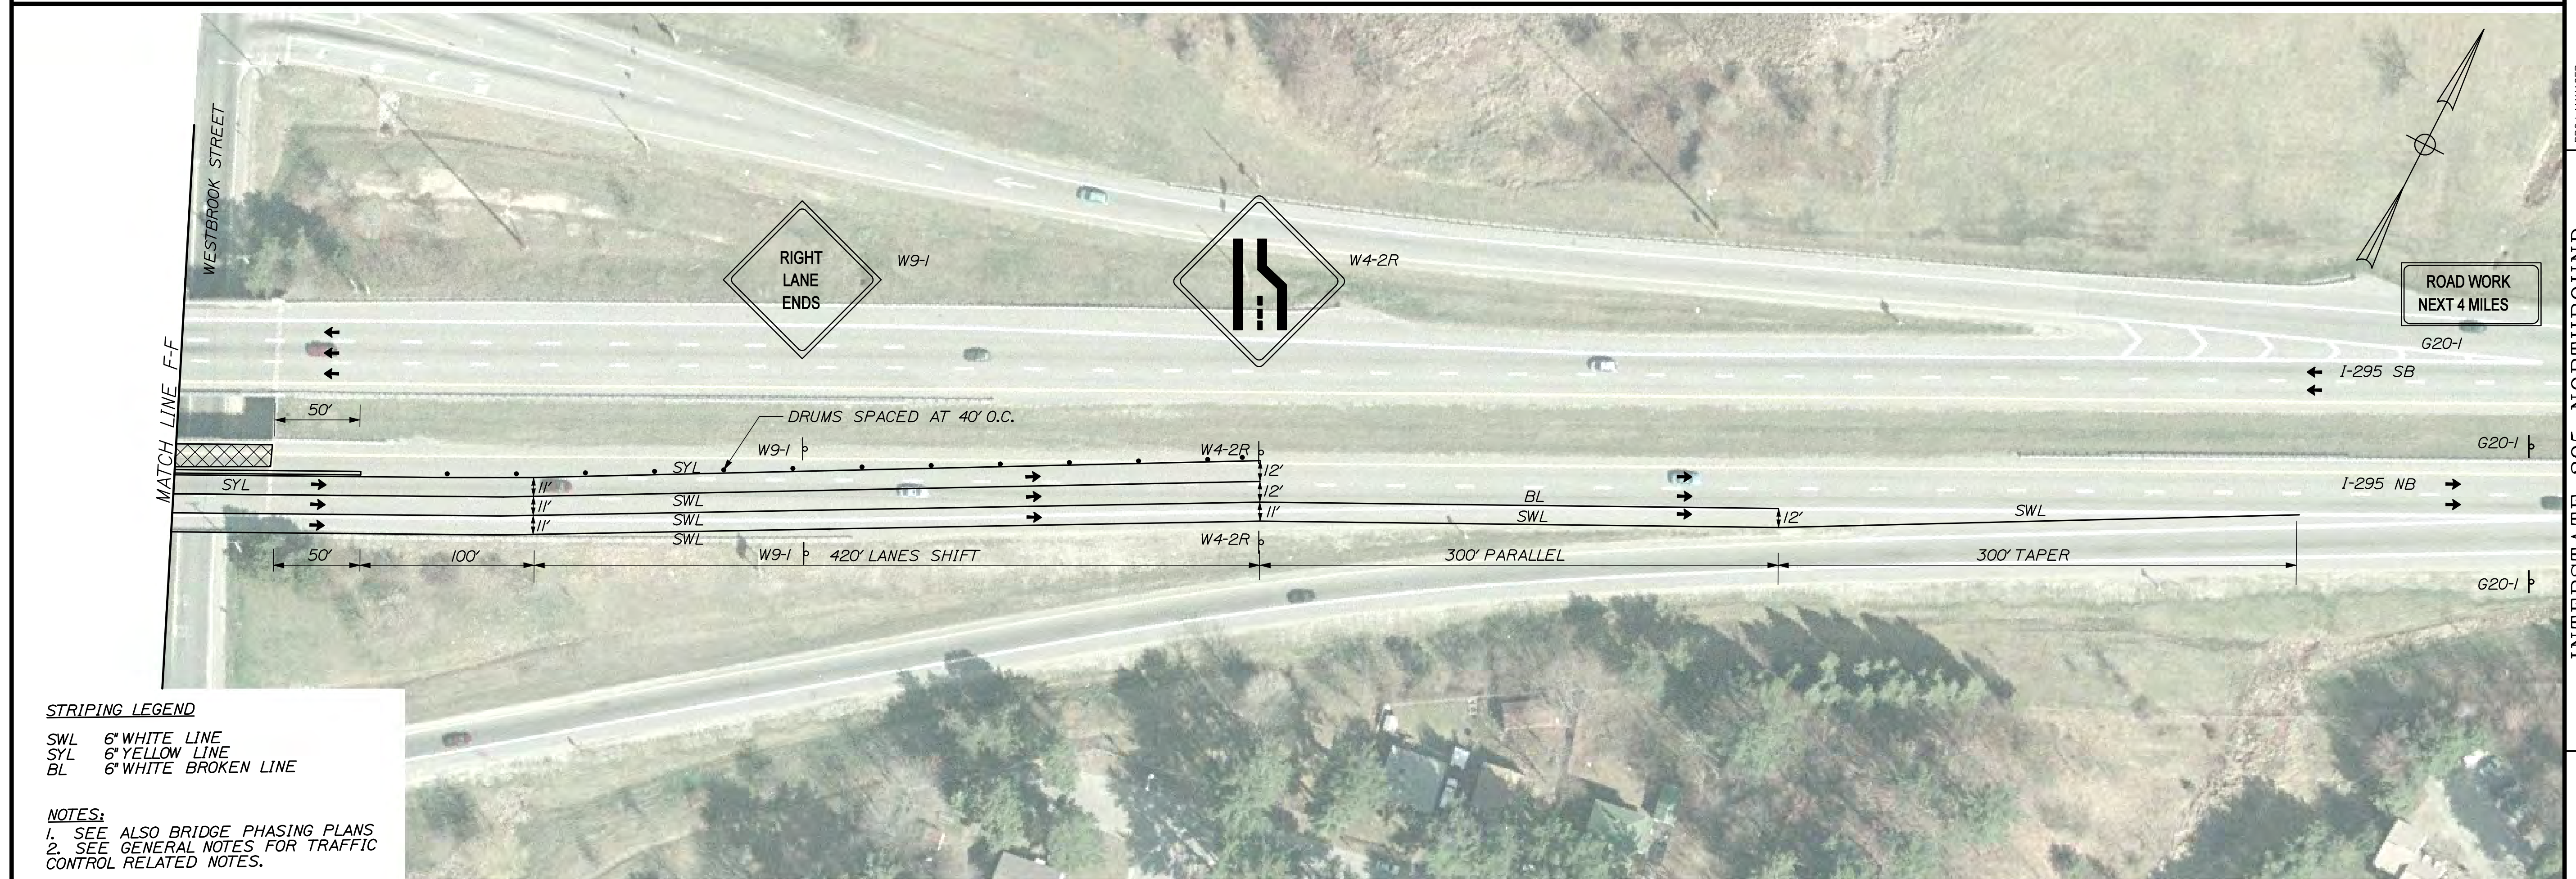 WESTBROOK STREET
MATCH LINE F-F
RIGHT
LANE
ENDS
W9-1
W4-2R
ROAD WORK
NEXT 4 MILES
G20-1
I-295 SB
50'
DRUMS SPACED AT 40' O.C.
W9-1
W4-2R
G20-1
SYL
SYL
12'
I-295 NB
11'
SWL
12'
BL
11'
SWL
11'
SWL
12'
SWL
11'
SWL
W4-2R
50'
100'
W9-1
420' LANES SHIFT
300' PARALLEL
300' TAPER
G20-1
STRIPING LEGEND
SWL 6" WHITE LINE
SYL 6" YELLOW LINE
BL 6" WHITE BROKEN LINE
NOTES:
1. SEE ALSO BRIDGE PHASING PLANS
2. SEE GENERAL NOTES FOR TRAFFIC
CONTROL RELATED NOTES.